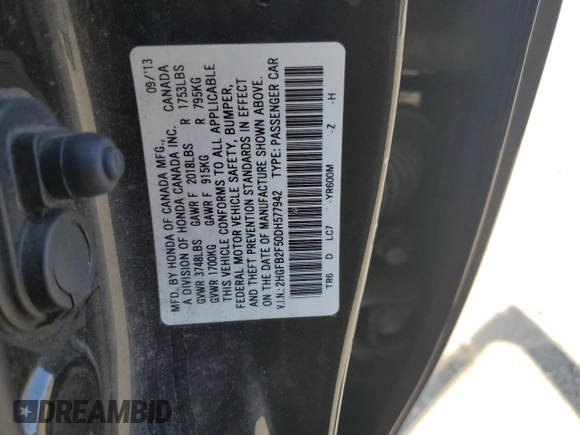 MFD. BY HONDA OF CANADA MFG., 09/'13
A DIVISION OF HONDA CANADA INC. CANADA
GVWR 3748LBS GAWR F 2018LBS R 1753LBS
GVWR 1700KG GAWR F 915KG R 795KG
THIS VEHICLE CONFORMS TO ALL APPLICABLE
FEDERAL MOTOR VEHICLE SAFETY, BUMPER,
AND THEFT PREVENTION STANDARDS IN EFFECT
ON THE DATE OF MANUFACTURE SHOWN ABOVE.
V.I.N.: 2HGFB2F50DH577942 TYPE: PASSENGER CAR
TR6 D LC7 -YR600M -Z -H
DREAMBID